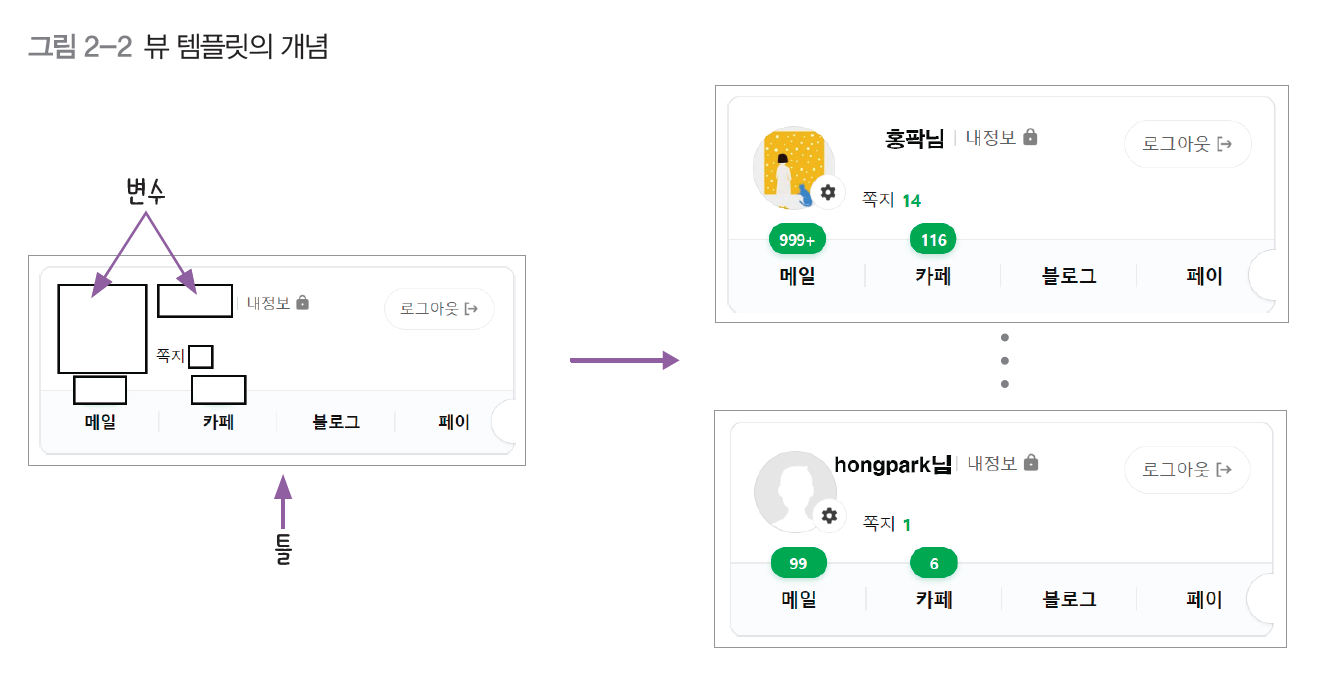 그림 2-2 뷰 템플릿의 개념
변수
내정보
로그아웃
쪽지
메일
카페
블로그
페이
틀
홍팍님
내정보
로그아웃
쪽지 14
999+
116
메일
카페
블로그
페이
hongpark님
내정보
로그아웃
쪽지 1
99
6
메일
카페
블로그
페이